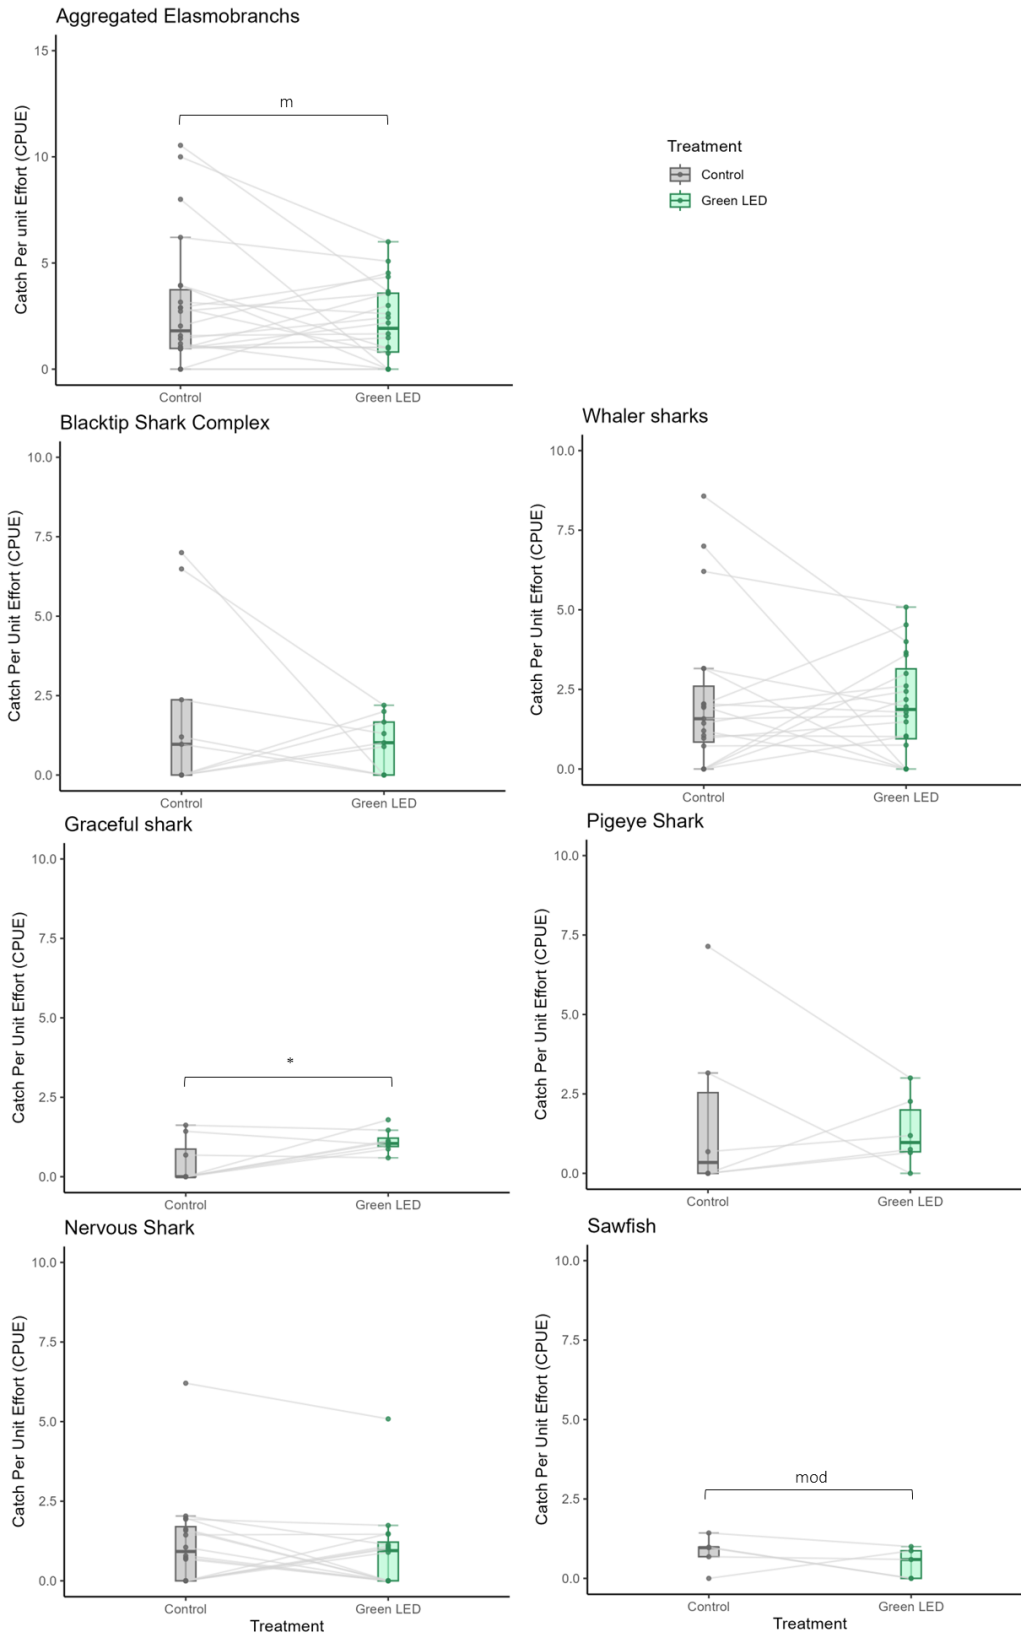 Aggregated Elasmobranchs
Catch Per unit Effort (CPUE)
15
10
5
0
m
Control
Green LED
Treatment
Control
Green LED
Blacktip Shark Complex
Catch Per Unit Effort (CPUE)
10.0
7.5
5.0
2.5
0.0
Control
Green LED
Whaler sharks
Catch Per Unit Effort (CPUE)
10.0
7.5
5.0
2.5
0.0
Control
Green LED
Graceful shark
Catch Per Unit Effort (CPUE)
10.0
7.5
5.0
2.5
0.0
*
Control
Green LED
Pigeye Shark
Catch Per Unit Effort (CPUE)
10.0
7.5
5.0
2.5
0.0
Control
Green LED
Nervous Shark
Catch Per Unit Effort (CPUE)
10.0
7.5
5.0
2.5
0.0
Control
Green LED
Treatment
Sawfish
Catch Per Unit Effort (CPUE)
10.0
7.5
5.0
2.5
0.0
mod
Control
Green LED
Treatment